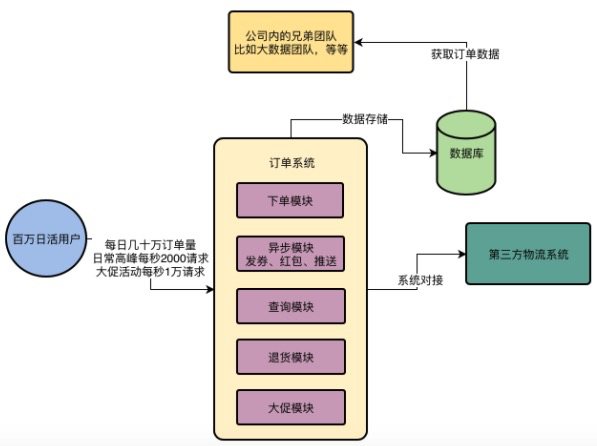 公司内的兄弟团队
比如大数据团队，等等
获取订单数据
数据存储
数据库
订单系统
下单模块
百万日活用户
每日几十万订单量
日常高峰每秒2000请求
大促活动每秒1万请求
异步模块
发券、红包、推送
第三方物流系统
系统对接
查询模块
退货模块
大促模块